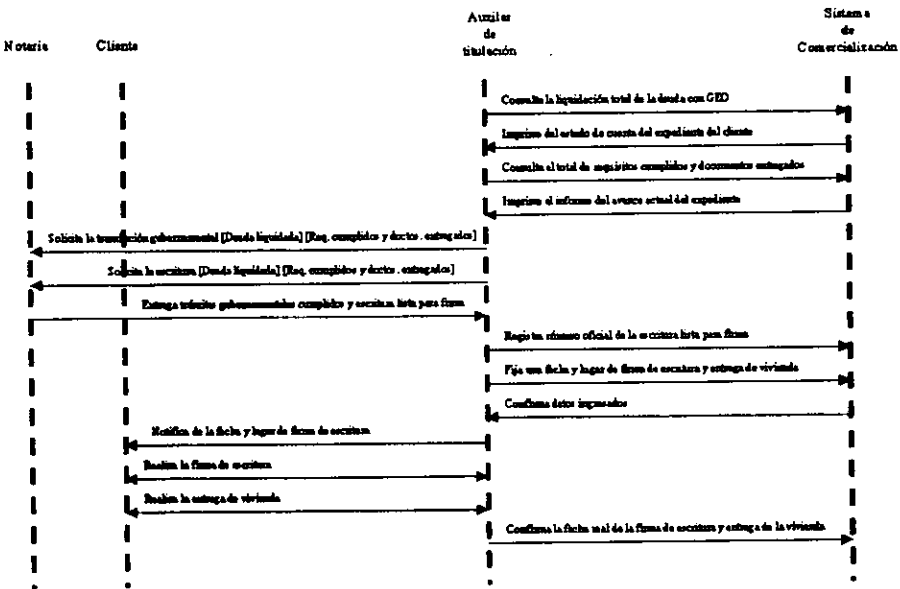 Notaria
Cliente
Auxiliar
de
titulación
Sistema
de
Comercialización
Consulta la liquidación total de la deuda con GEO
Imprime del estado de cuenta del expediente del cliente
Consulta el total de requisitos cumplidos y documentos entregados
Imprime el informe del avance actual del expediente
Solicita la tramitación gubernamental [Deuda liquidada] [Req. cumplidos y doctos. entregados]
Solicita la escritura [Deuda liquidada] [Req. cumplidos y doctos. entregados]
Entrega trámites gubernamentales cumplidos y escritura lista para firma
Registra número oficial de la escritura lista para firma
Fija una fecha y lugar de firma de escritura y entrega de vivienda
Confirma datos ingresados
Notifica de la fecha y lugar de firma de escritura
Realiza la firma de escritura
Realiza la entrega de vivienda
Confirma la fecha real de la firma de escritura y entrega de la vivienda